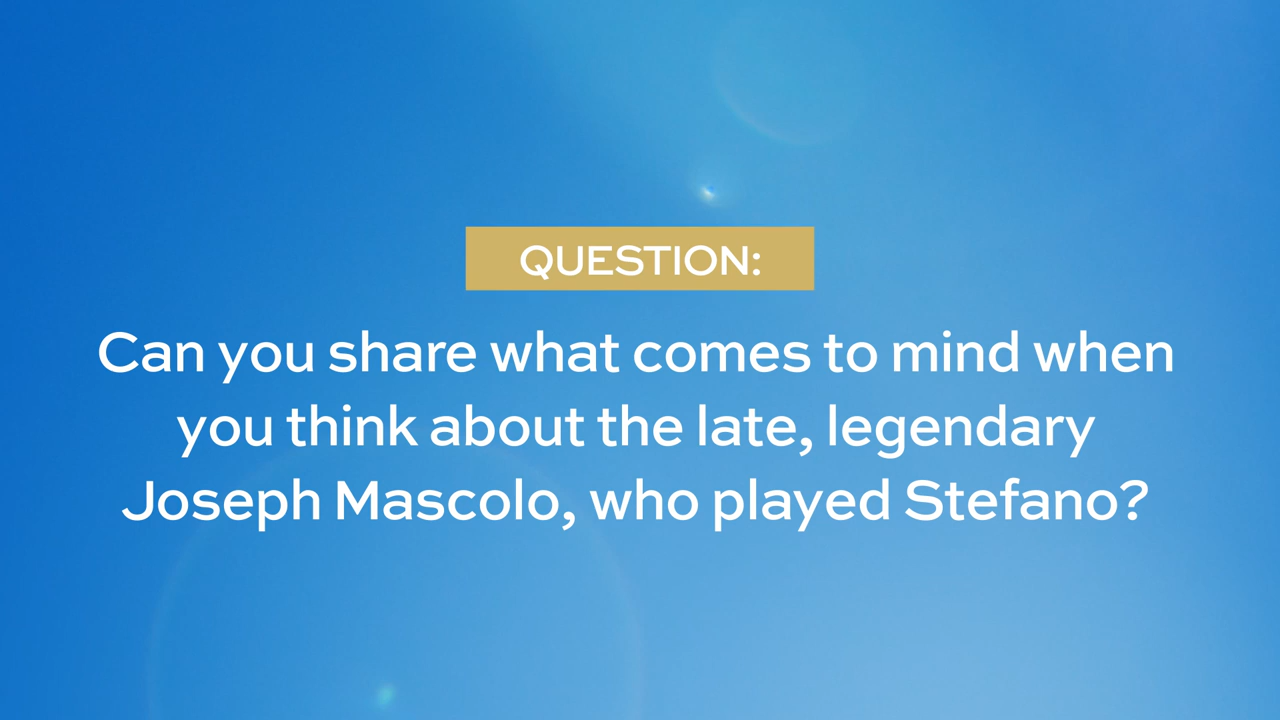 QUESTION:
Can you share what comes to mind when
you think about the late, legendary
Joseph Mascolo, who played Stefano?